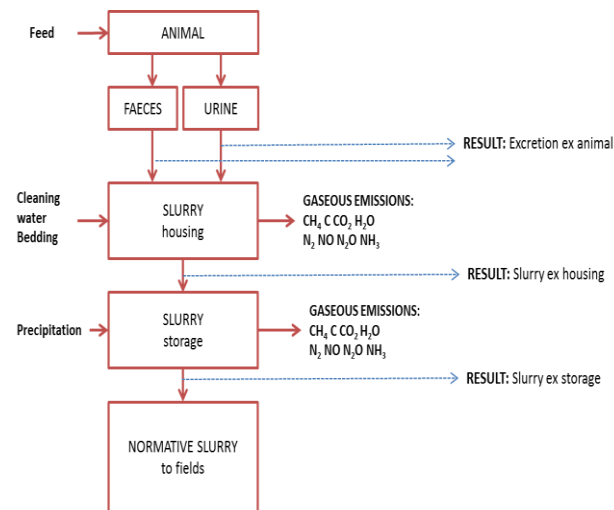 Feed
ANIMAL
FAECES
URINE
RESULT: Excretion ex animal
Cleaning
water
Bedding
SLURRY
housing
GASEOUS EMISSIONS:
CH₄ C CO₂ H₂O
N₂ NO N₂O NH₃
RESULT: Slurry ex housing
Precipitation
SLURRY
storage
GASEOUS EMISSIONS:
CH₄ C CO₂ H₂O
N₂ NO N₂O NH₃
RESULT: Slurry ex storage
NORMATIVE SLURRY
to fields